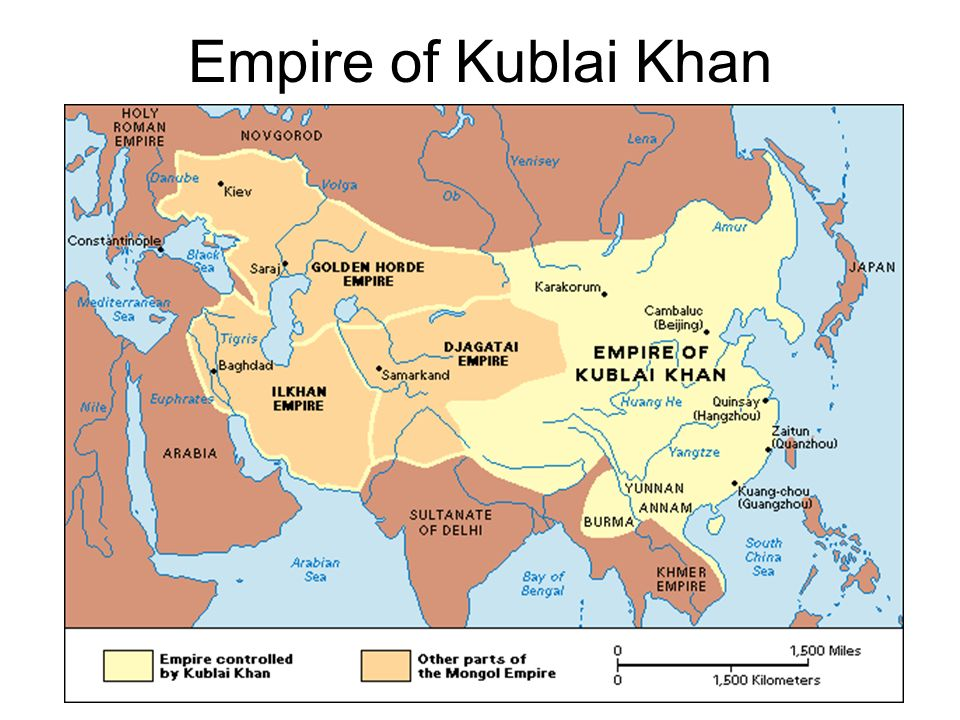 Empire of Kublai Khan
HOLY
ROMAN
EMPIRE
NOVGOROD
Lena
Yenisey
Danube
Volga
Ob
Kiev
Amur
Constantinople
Black
Sea
Saraj
GOLDEN HORDE
EMPIRE
JAPAN
Karakorum
Mediterranean
Sea
Cambaluc
(Beijing)
Tigris
DJAGATAI
EMPIRE
EMPIRE OF
KUBLAI KHAN
Baghdad
Samarkand
ILKHAN
EMPIRE
Nile
Euphrates
Huang He
Quinsay
(Hangzhou)
Zaitun
(Quanzhou)
ARABIA
Yangtze
YUNNAN
ANNAM
Kuang-chou
(Guangzhou)
SULTANATE
OF DELHI
BURMA
Arabian
Sea
Bay of
Bengal
KHMER
EMPIRE
South
China
Sea
Empire controlled
by Kublai Khan
Other parts of
the Mongol Empire
0 1,500 Miles
0 1,500 Kilometers